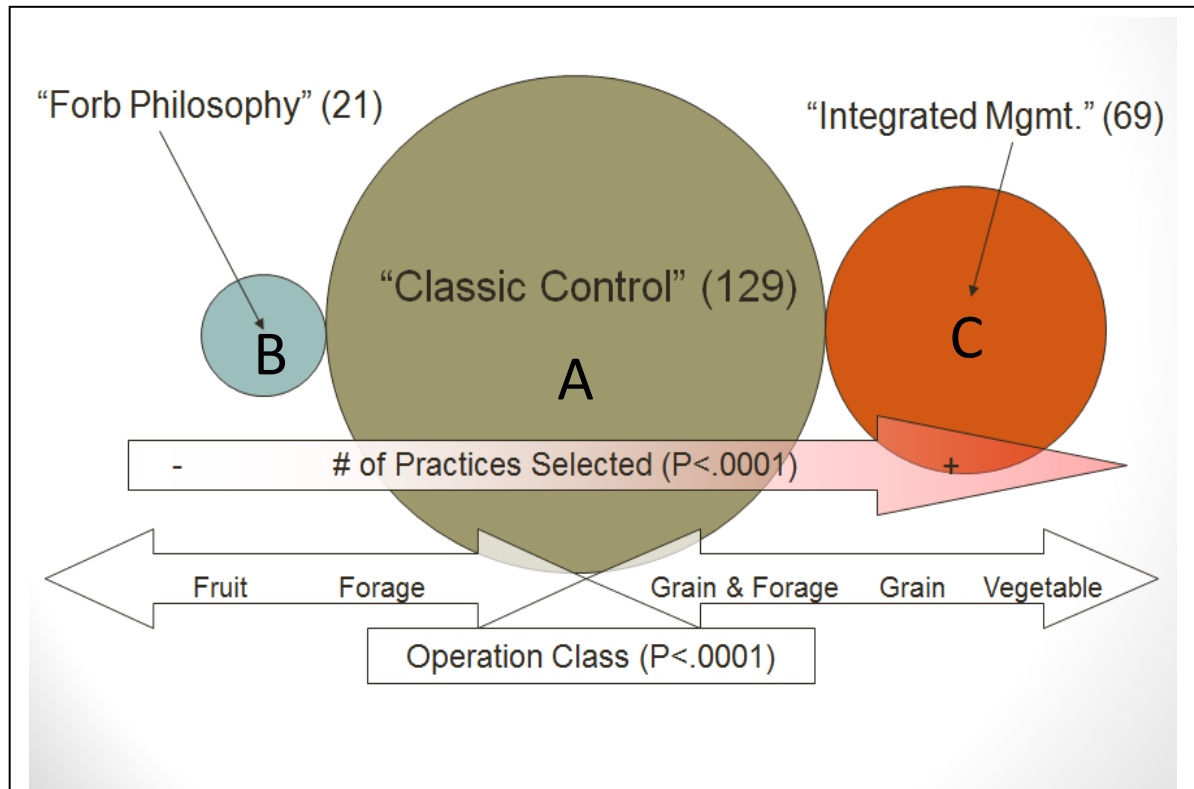 “Forb Philosophy” (21)
“Integrated Mgmt.” (69)
“Classic Control” (129)
B
A
C
- # of Practices Selected (P<.0001) +
Fruit Forage Grain & Forage Grain Vegetable
Operation Class (P<.0001)